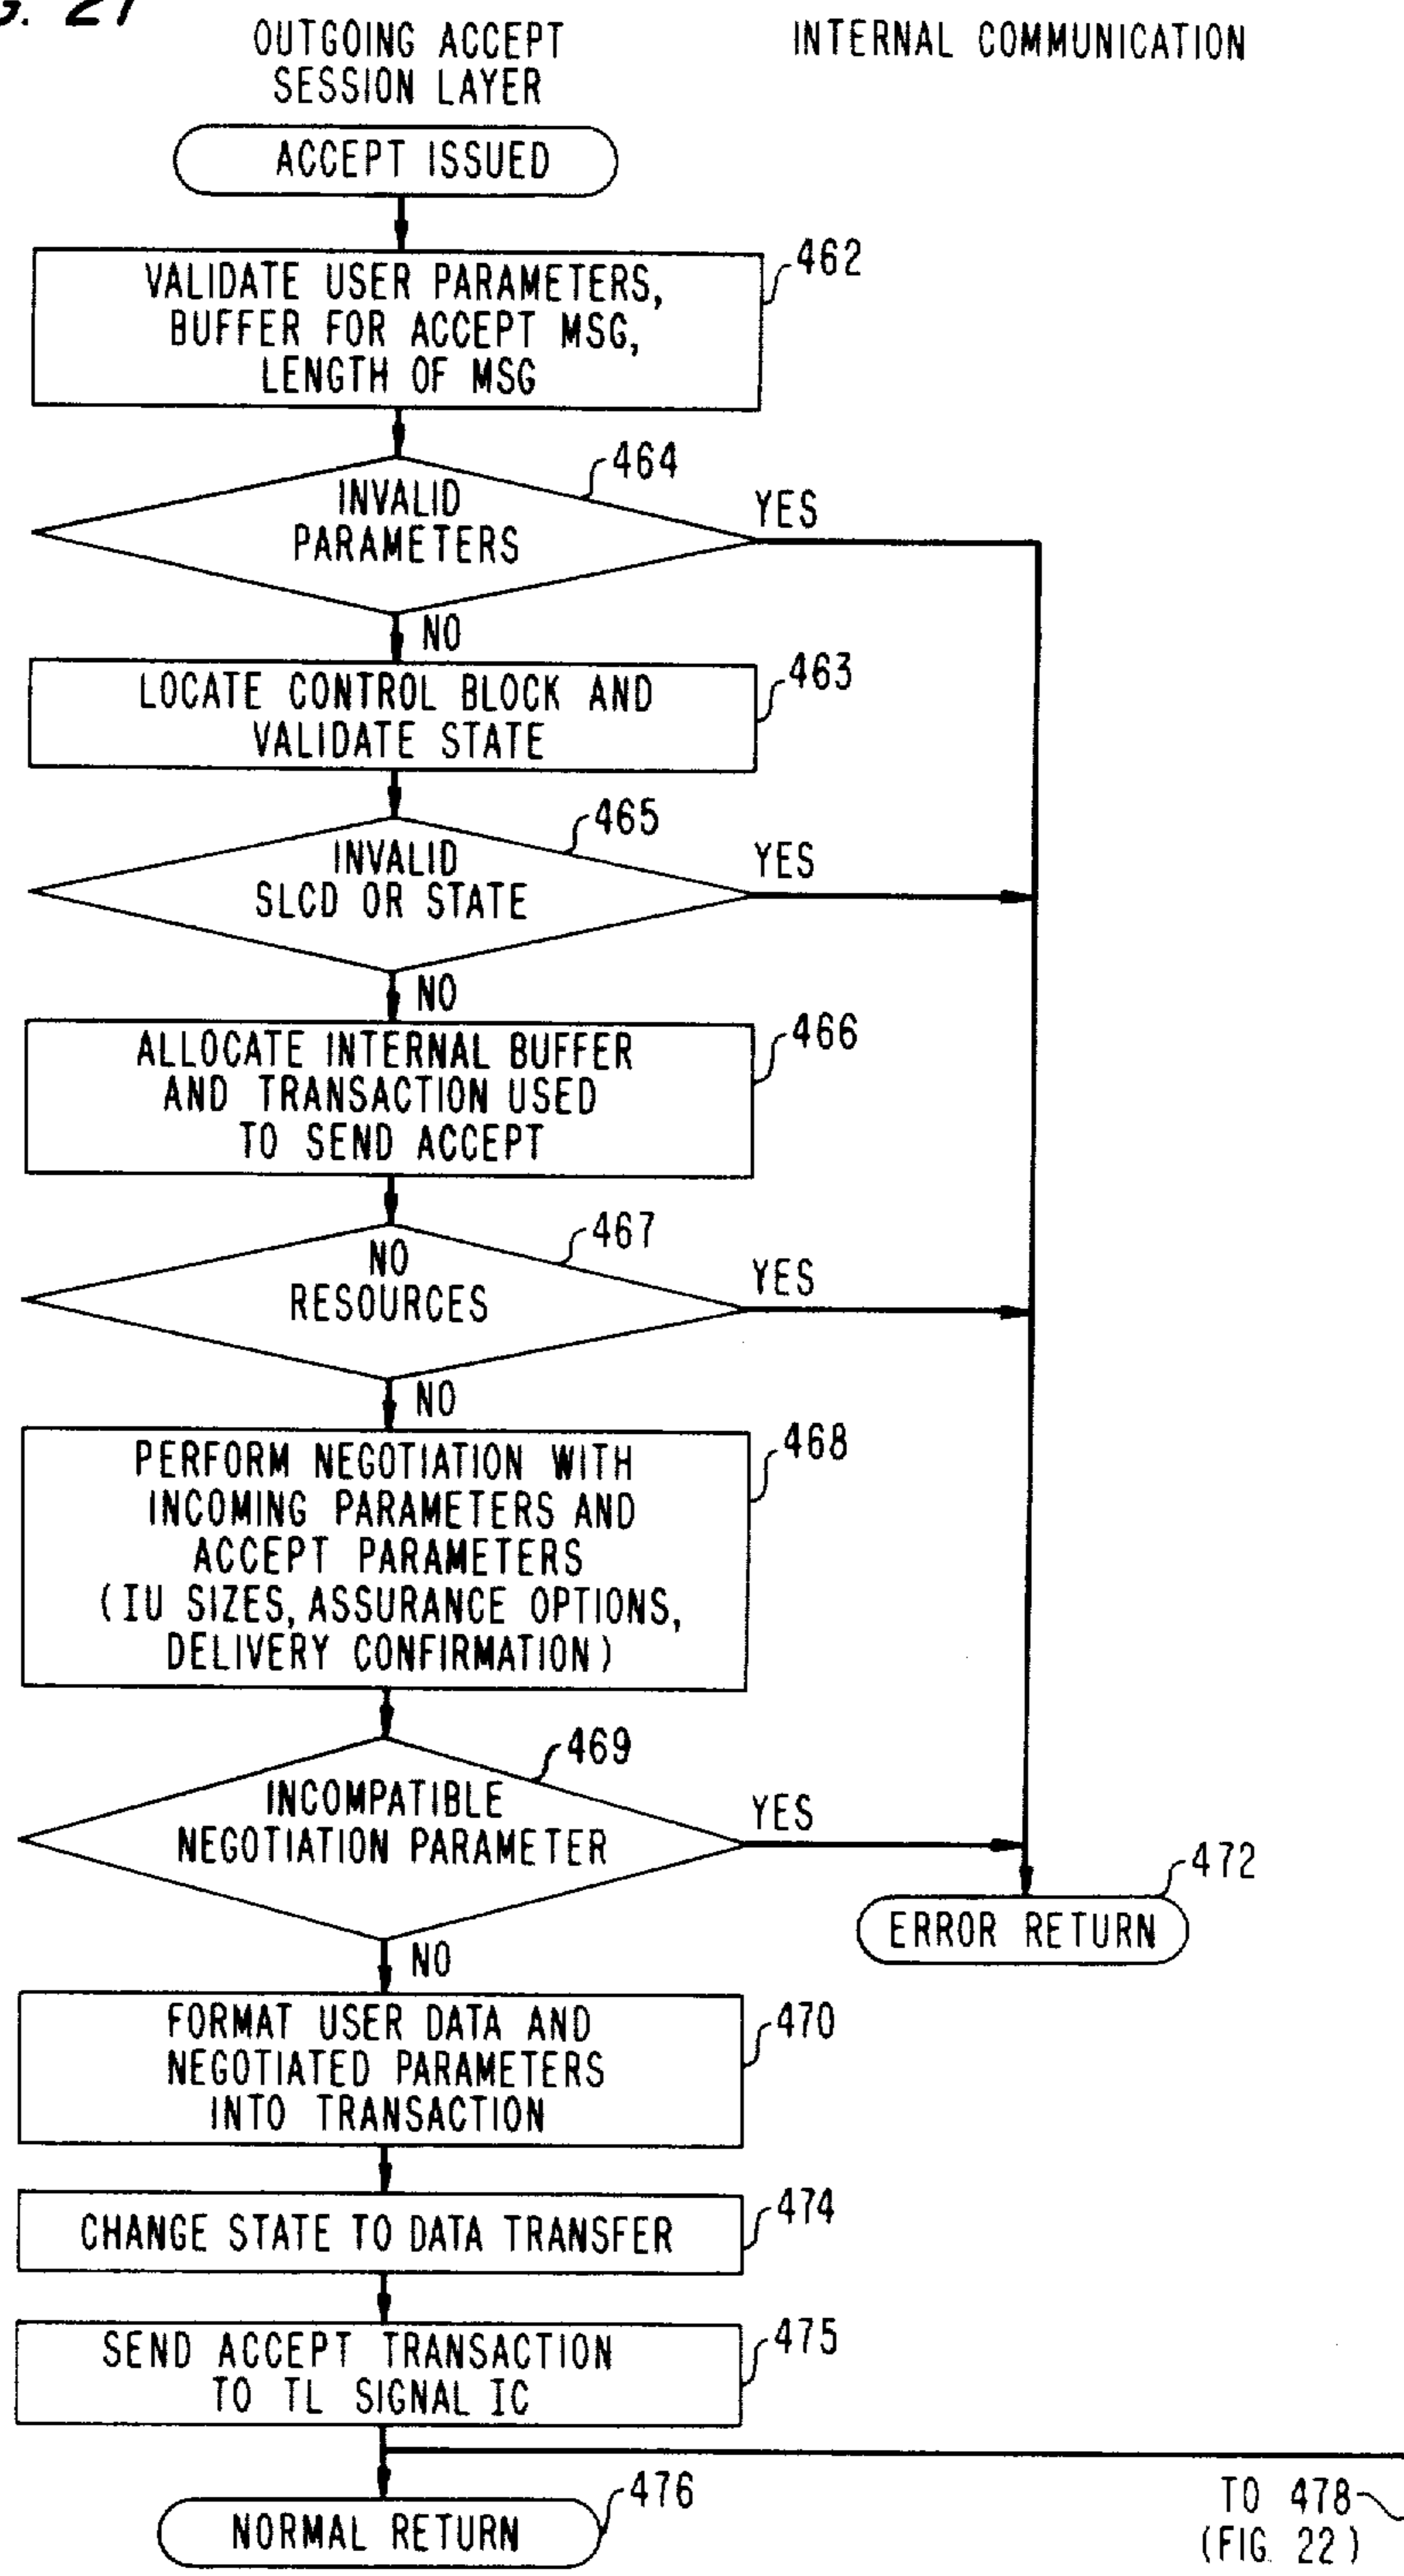 G. 21
OUTGOING ACCEPT
SESSION LAYER
INTERNAL COMMUNICATION
ACCEPT ISSUED
VALIDATE USER PARAMETERS,
BUFFER FOR ACCEPT MSG,
LENGTH OF MSG
462
INVALID
PARAMETERS
464
YES
NO
LOCATE CONTROL BLOCK AND
VALIDATE STATE
463
INVALID
SLCD OR STATE
465
YES
NO
ALLOCATE INTERNAL BUFFER
AND TRANSACTION USED
TO SEND ACCEPT
466
NO
RESOURCES
467
YES
NO
PERFORM NEGOTIATION WITH
INCOMING PARAMETERS AND
ACCEPT PARAMETERS
(IU SIZES, ASSURANCE OPTIONS,
DELIVERY CONFIRMATION)
468
INCOMPATIBLE
NEGOTIATION PARAMETER
469
YES
472
ERROR RETURN
NO
FORMAT USER DATA AND
NEGOTIATED PARAMETERS
INTO TRANSACTION
470
CHANGE STATE TO DATA TRANSFER
474
SEND ACCEPT TRANSACTION
TO TL SIGNAL IC
475
NORMAL RETURN
476
TO 478
(FIG. 22)